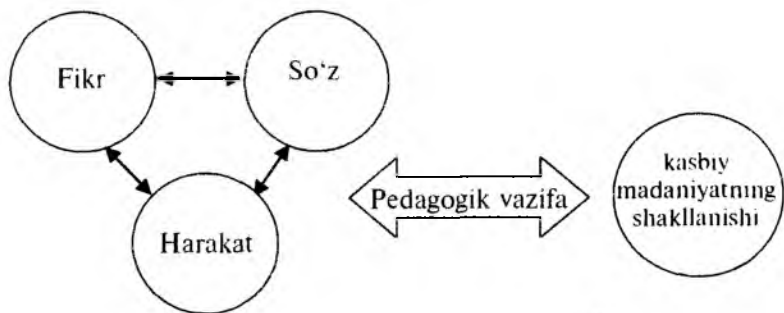 Fikr
So‘z
Harakat
Pedagogik vazifa
kasbiy
madaniyatning
shakllanishi